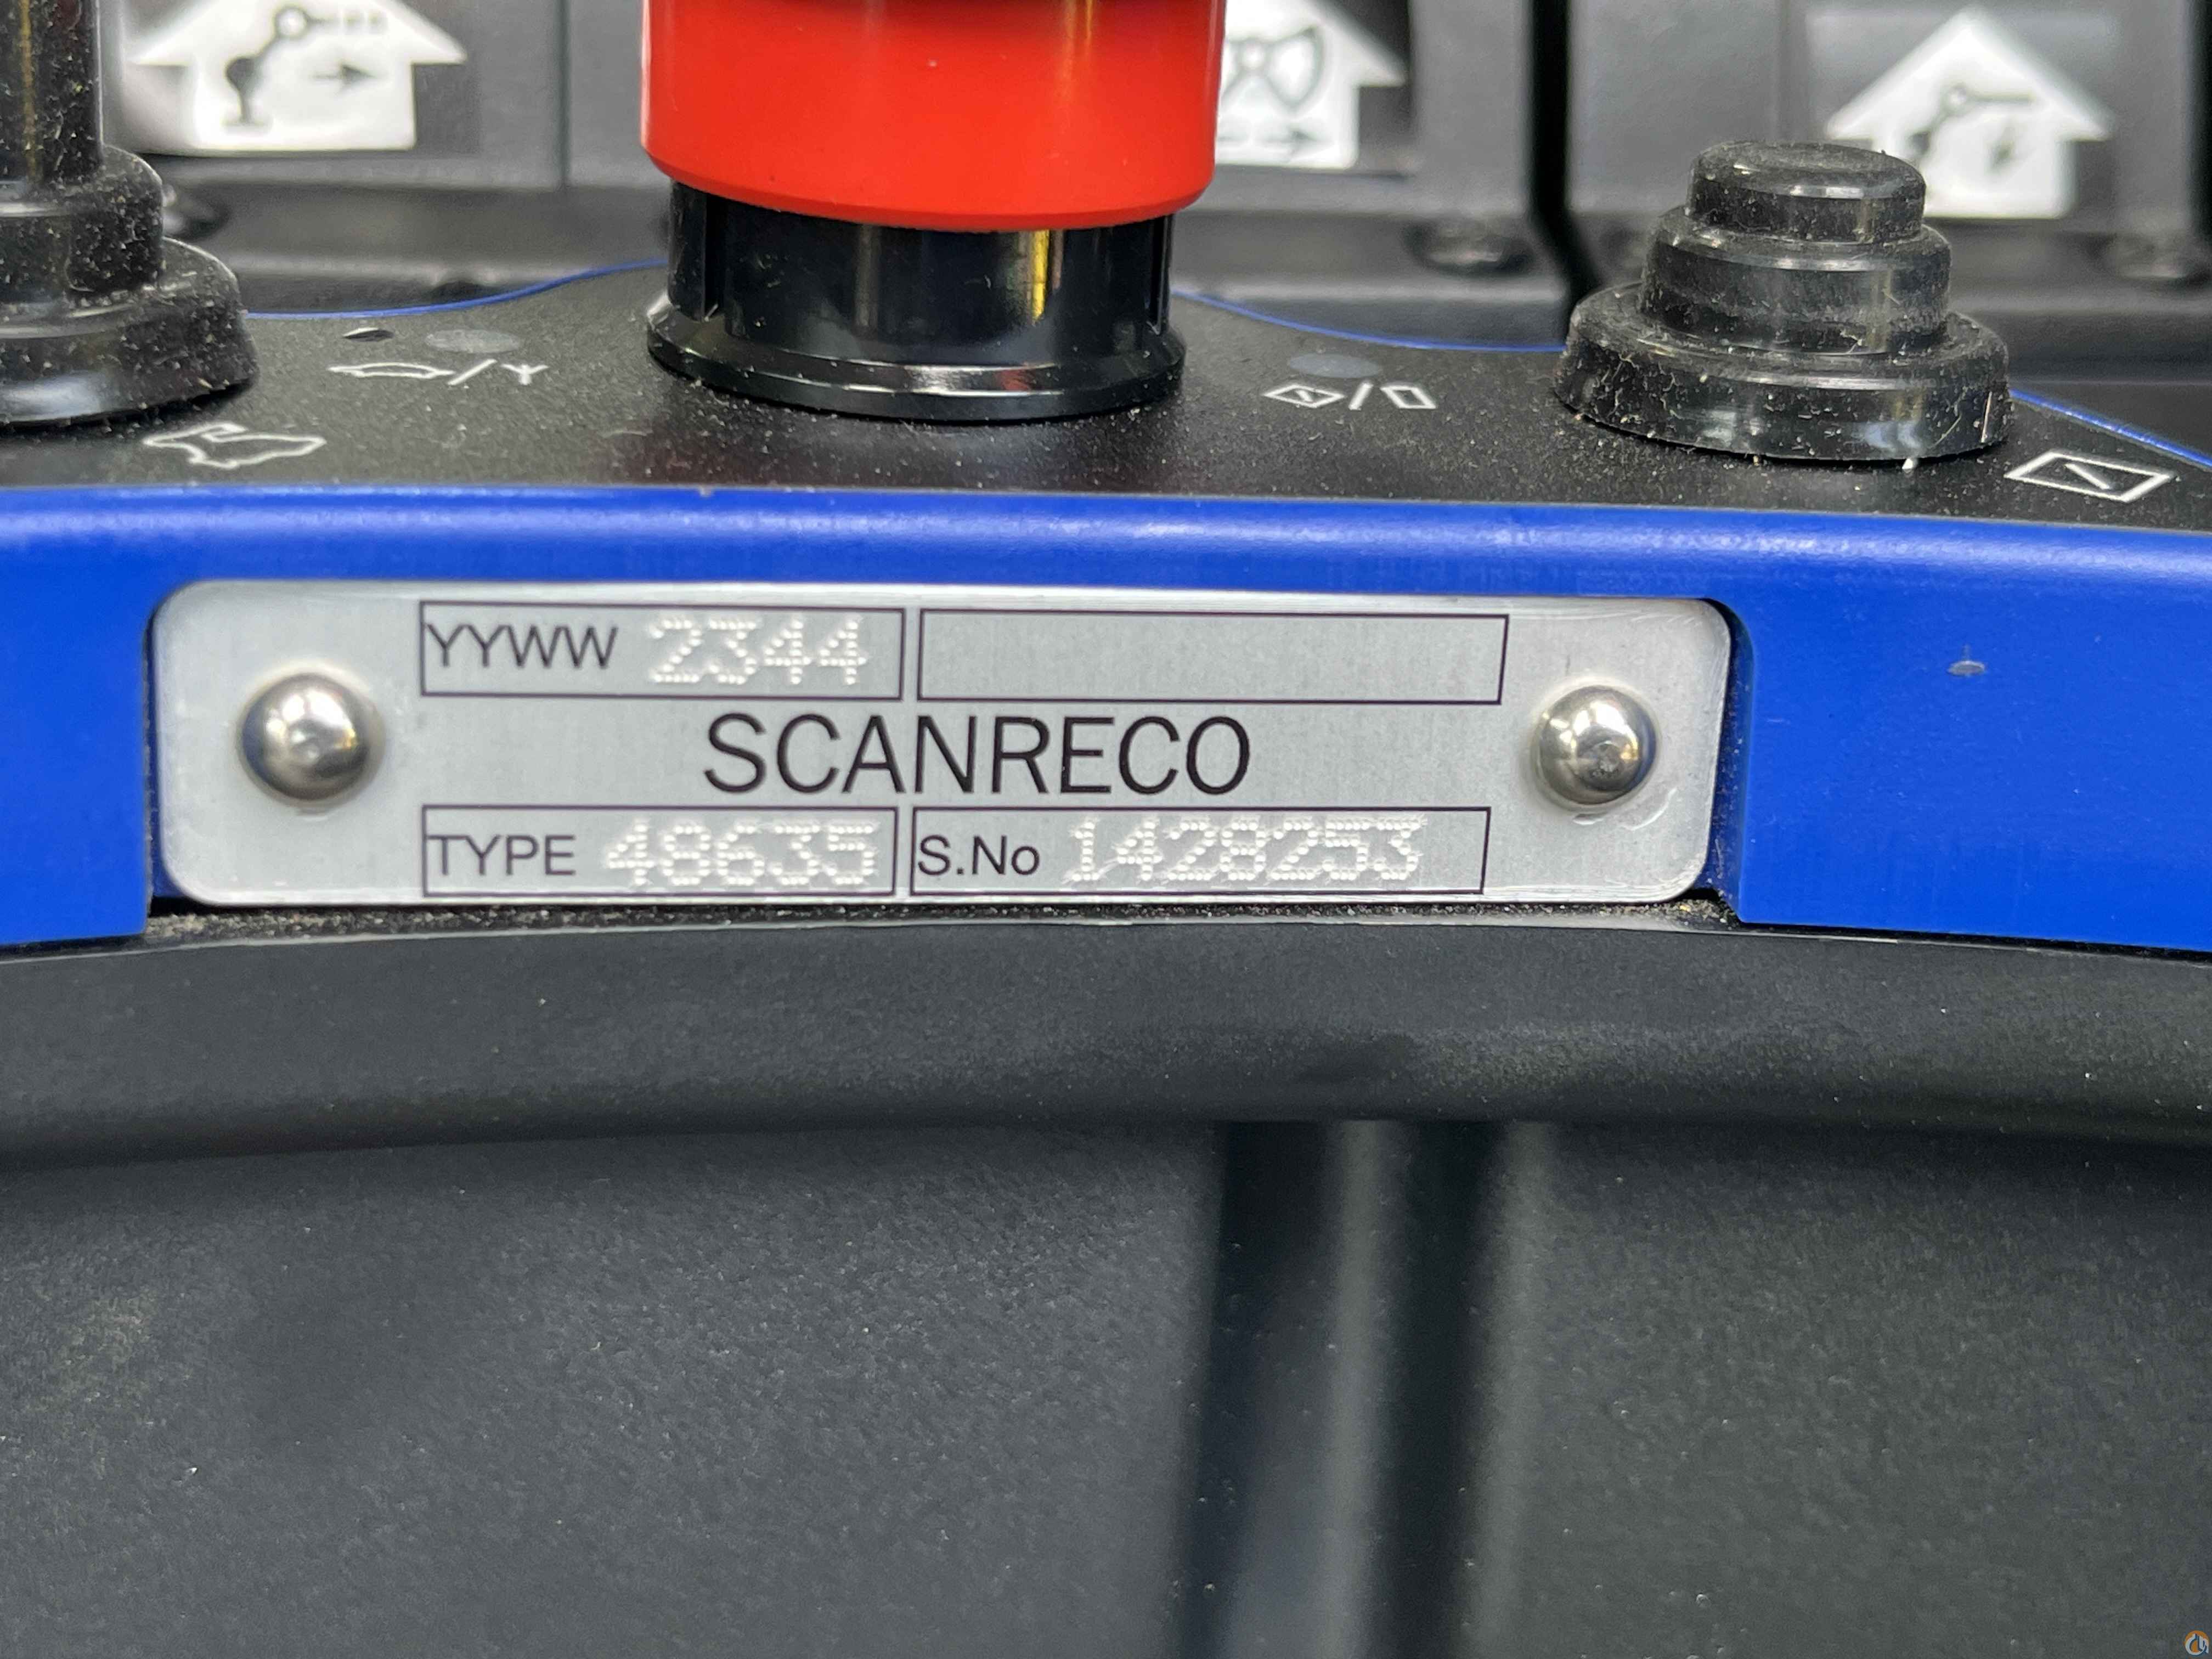 YYWW 2344
SCANRECO
TYPE 48635 S.No 1428253